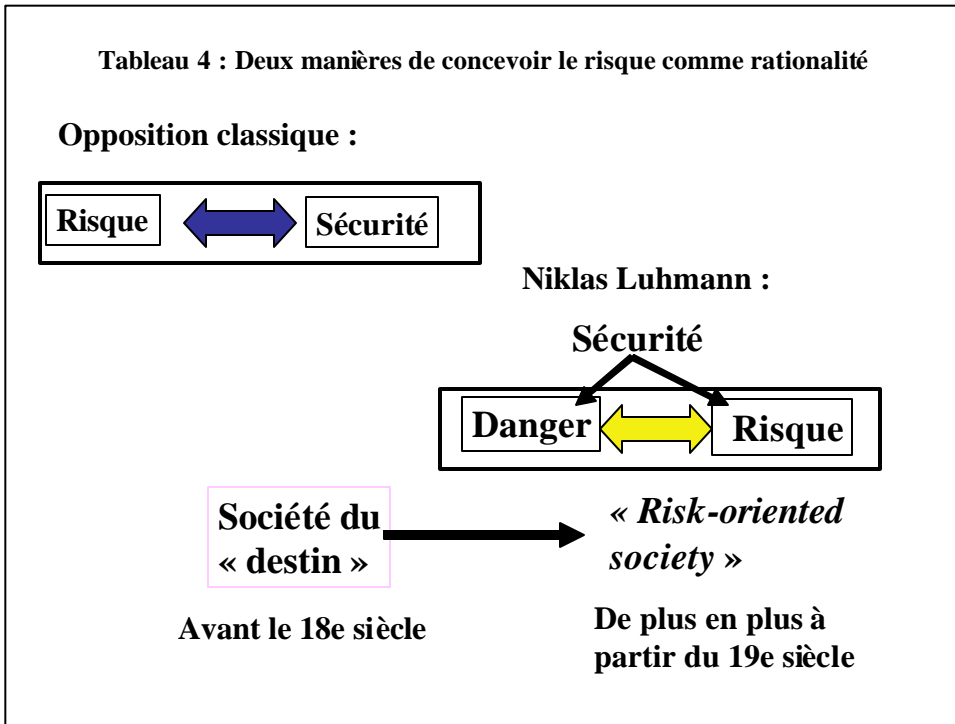 Tableau 4 : Deux manières de concevoir le risque comme rationalité
Opposition classique :
Risque
Sécurité
Niklas Luhmann :
Sécurité
Danger
Risque
Société du
« destin »
« Risk-oriented
society »
Avant le 18e siècle
De plus en plus à
partir du 19e siècle